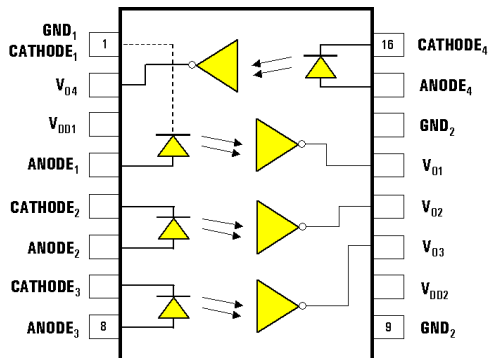 GND1
CATHODE1
1
VO4
VDD1
ANODE1
CATHODE2
ANODE2
CATHODE3
ANODE3
8
16
CATHODE4
ANODE4
GND2
VO1
VO2
VO3
VDD2
9
GND2